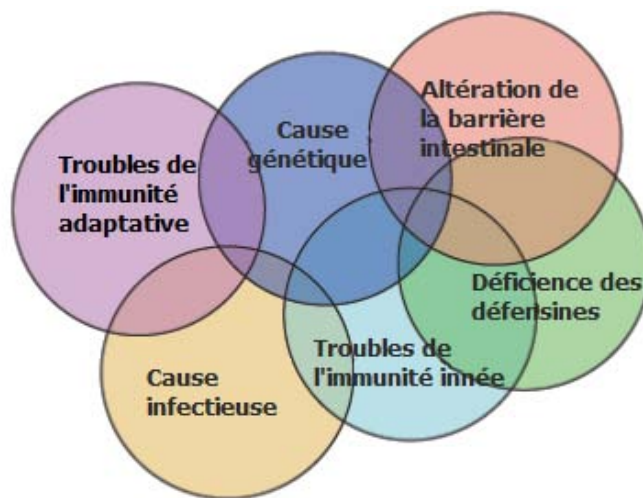 Troubles de
l'immunité
adaptative
Cause
génétique
Altération de
la barrière
intestinale
Déficience des
défensines
Troubles de
l'immunité innée
Cause
infectieuse